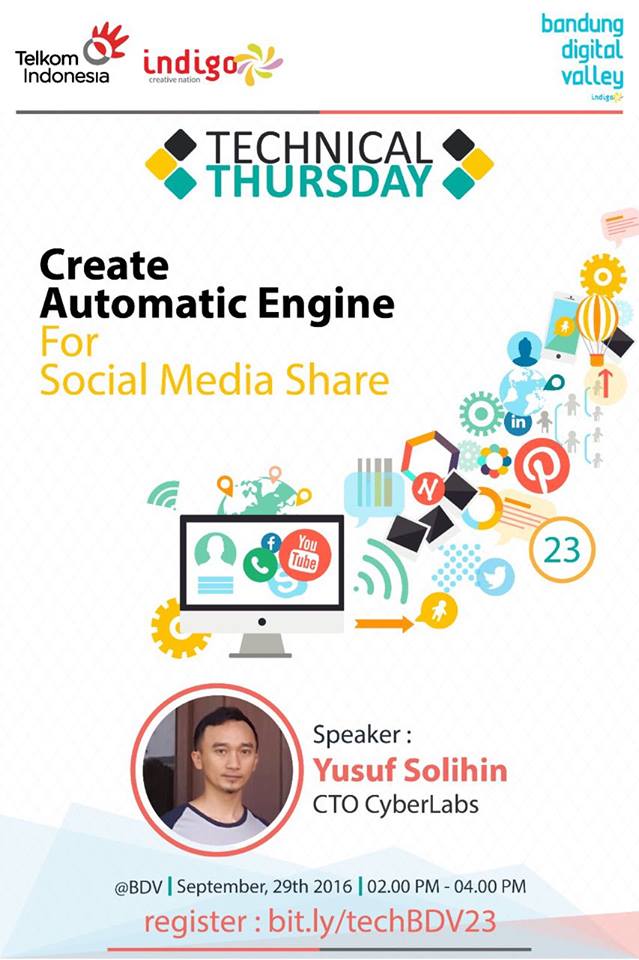 Telkom
Indonesia
indigo
creative nation
bandung
digital
valley
indigo
TECHNICAL
THURSDAY
Create
Automatic Engine
For
Social Media Share
in
N
23
f
You
Tube
S
Speaker :
Yusuf Solihin
CTO CyberLabs
@BDV | September, 29th 2016 | 02.00 PM - 04.00 PM
register : bit.ly/techBDV23